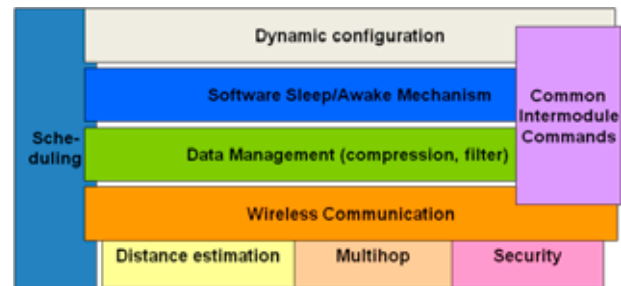 Dynamic configuration
Software Sleep/Awake Mechanism
Common
Intermodule
Commands
Sche-
duling
Data Management (compression, filter)
Wireless Communication
Distance estimation
Multihop
Security